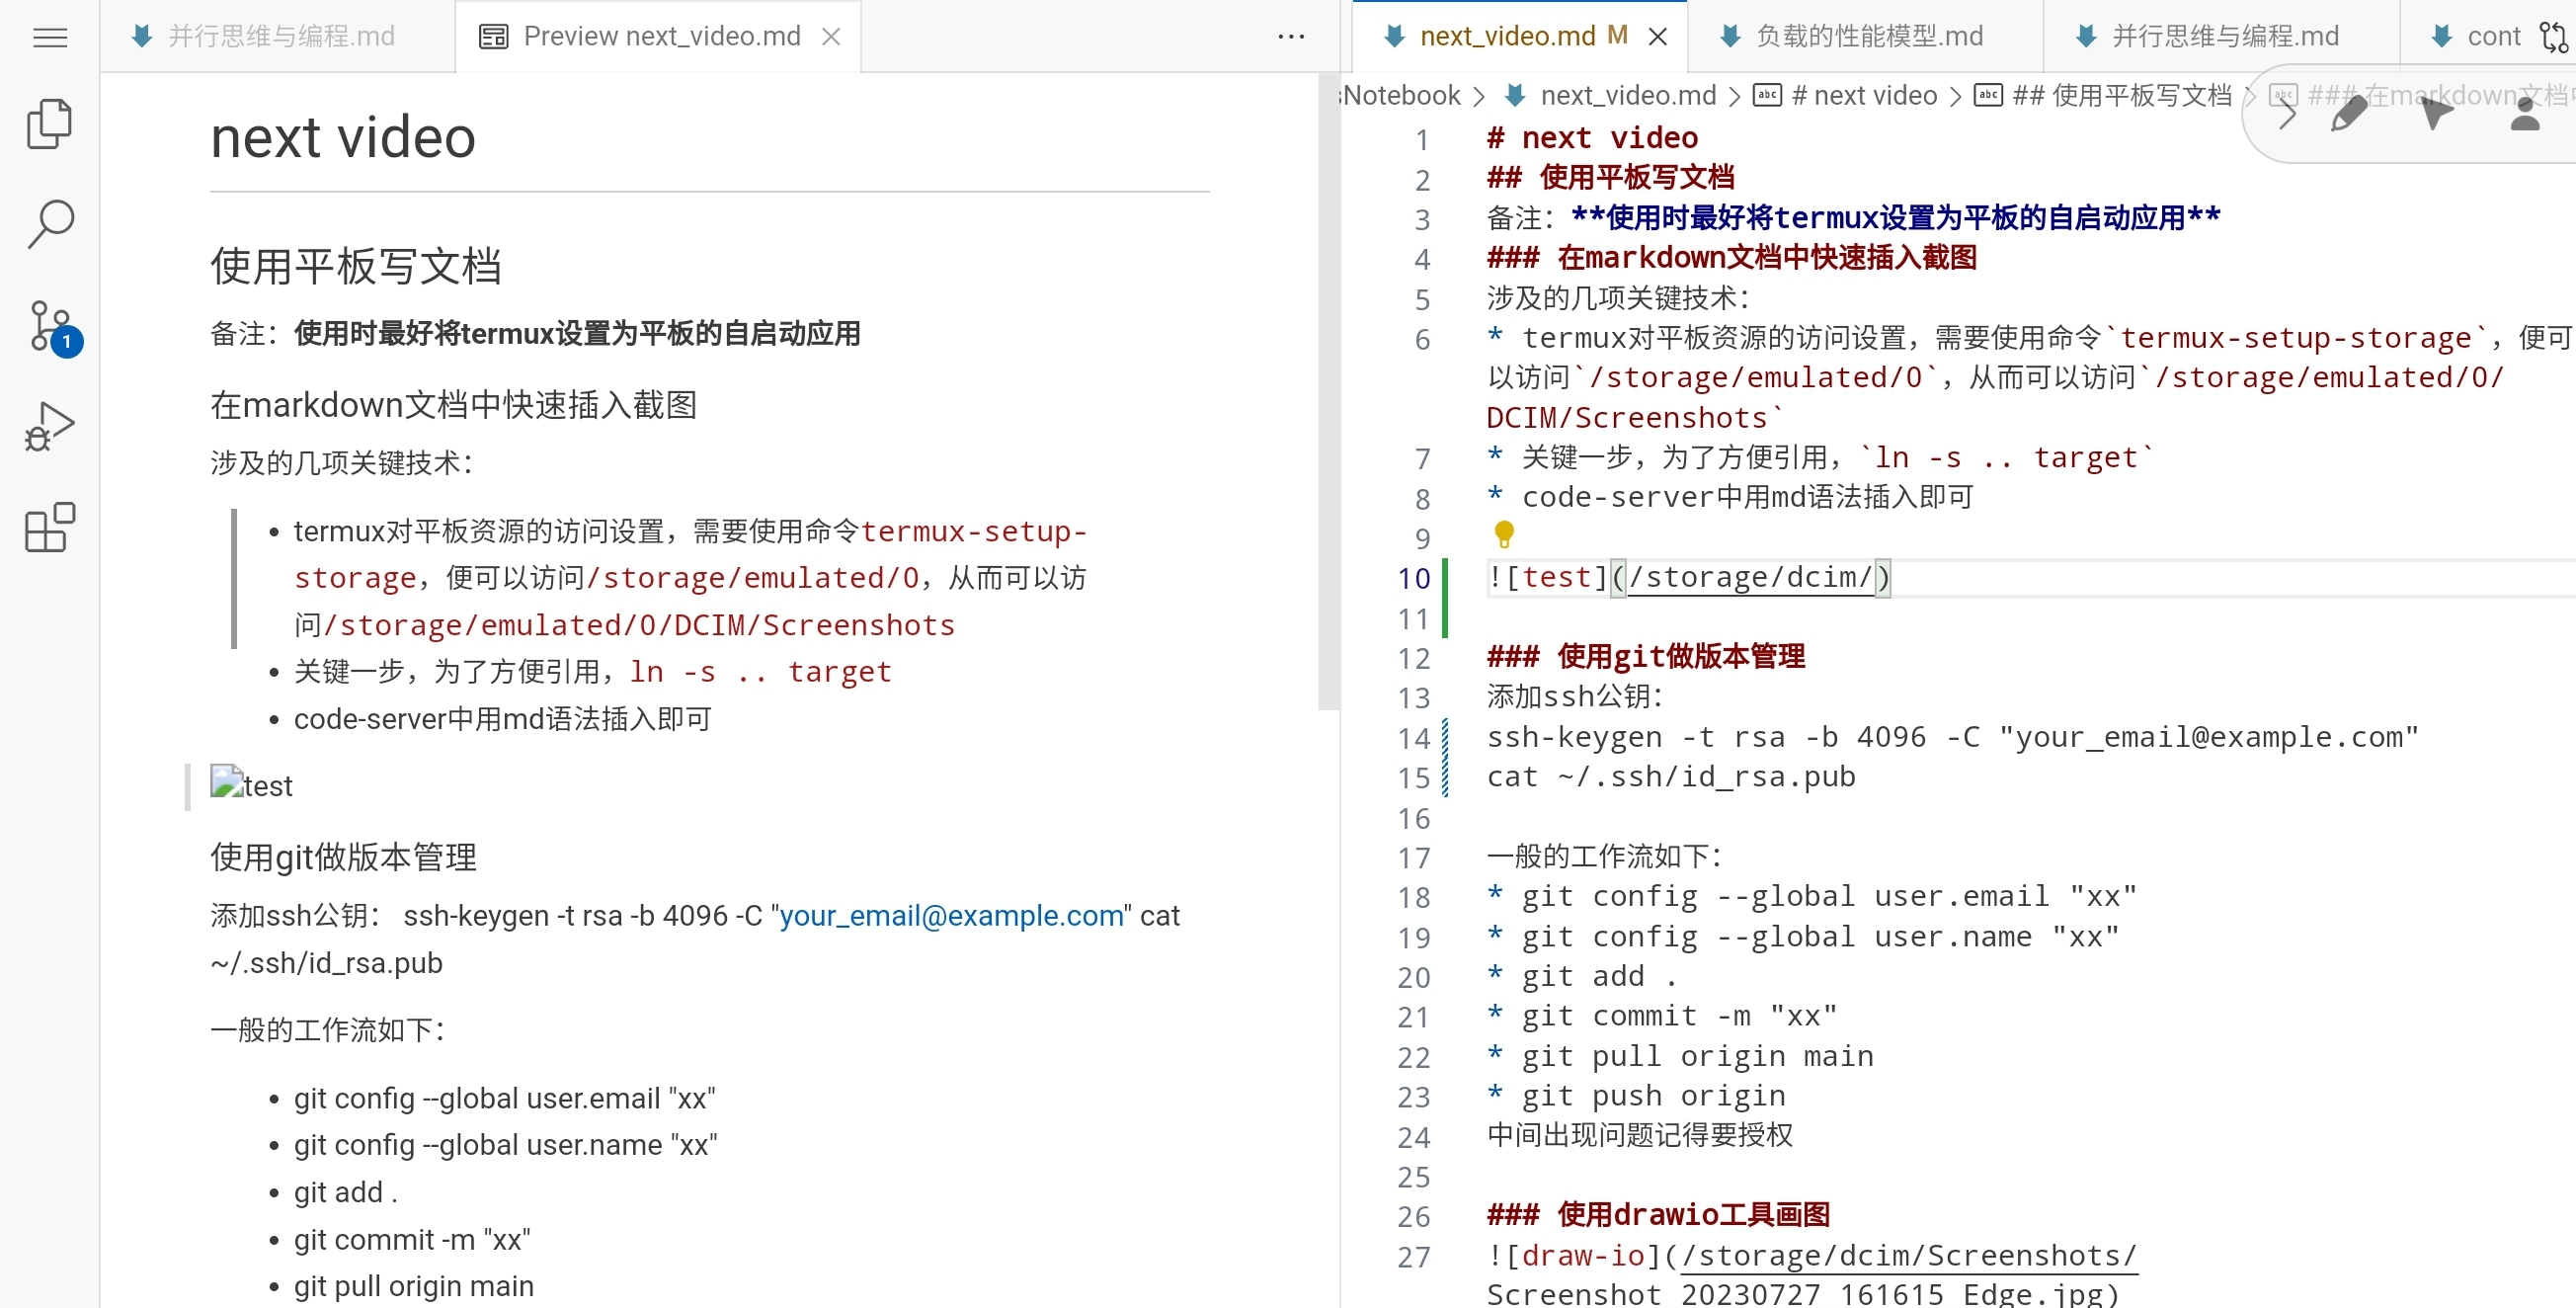 并行思维与编程.md
Preview next_video.md
next video
使用平板写文档
备注：使用时最好将termux设置为平板的自启动应用
在markdown文档中快速插入截图
涉及的几项关键技术：
termux对平板资源的访问设置，需要使用命令termux-setup-
storage，便可以访问/storage/emulated/0，从而可以访
问/storage/emulated/0/DCIM/Screenshots
关键一步，为了方便引用，ln -s .. target
code-server中用md语法插入即可
test
使用git做版本管理
添加ssh公钥： ssh-keygen -t rsa -b 4096 -C "your_email@example.com" cat
~/.ssh/id_rsa.pub
一般的工作流如下：
git config --global user.email "xx"
git config --global user.name "xx"
git add .
git commit -m "xx"
git pull origin main
1
next_video.md M
负载的性能模型.md
并行思维与编程.md
cont
sNotebook > next_video.md > # next video > ## 使用平板写文档 > ### 在markdown文档中
1 # next video
2 ## 使用平板写文档
3 备注：**使用时最好将termux设置为平板的自启动应用**
4 ### 在markdown文档中快速插入截图
5 涉及的几项关键技术：
6 * termux对平板资源的访问设置，需要使用命令`termux-setup-storage`，便可
以访问`/storage/emulated/0`，从而可以访问`/storage/emulated/0/
DCIM/Screenshots`
7 * 关键一步，为了方便引用，`ln -s .. target`
8 * code-server中用md语法插入即可
9
10 ![test](/storage/dcim/)
11
12 ### 使用git做版本管理
13 添加ssh公钥：
14 ssh-keygen -t rsa -b 4096 -C "your_email@example.com"
15 cat ~/.ssh/id_rsa.pub
16
17 一般的工作流如下：
18 * git config --global user.email "xx"
19 * git config --global user.name "xx"
20 * git add .
21 * git commit -m "xx"
22 * git pull origin main
23 * git push origin
24 中间出现问题记得要授权
25
26 ### 使用drawio工具画图
27 ![draw-io](/storage/dcim/Screenshots/
Screenshot_20230727_161615_Edge.jpg)